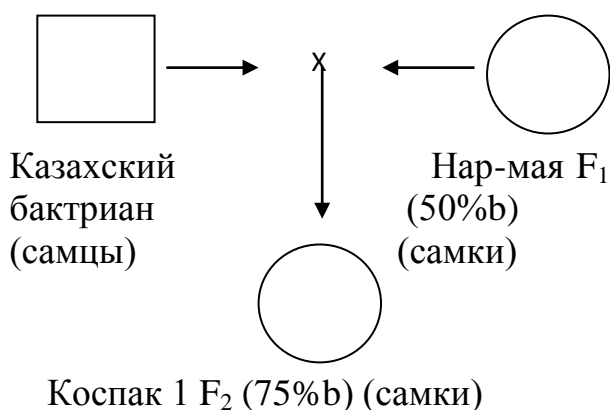 х
Казахский
бактриан
(самцы)
Нар-мая F₁
(50%b)
(самки)
Коспак 1 F₂ (75%b) (самки)